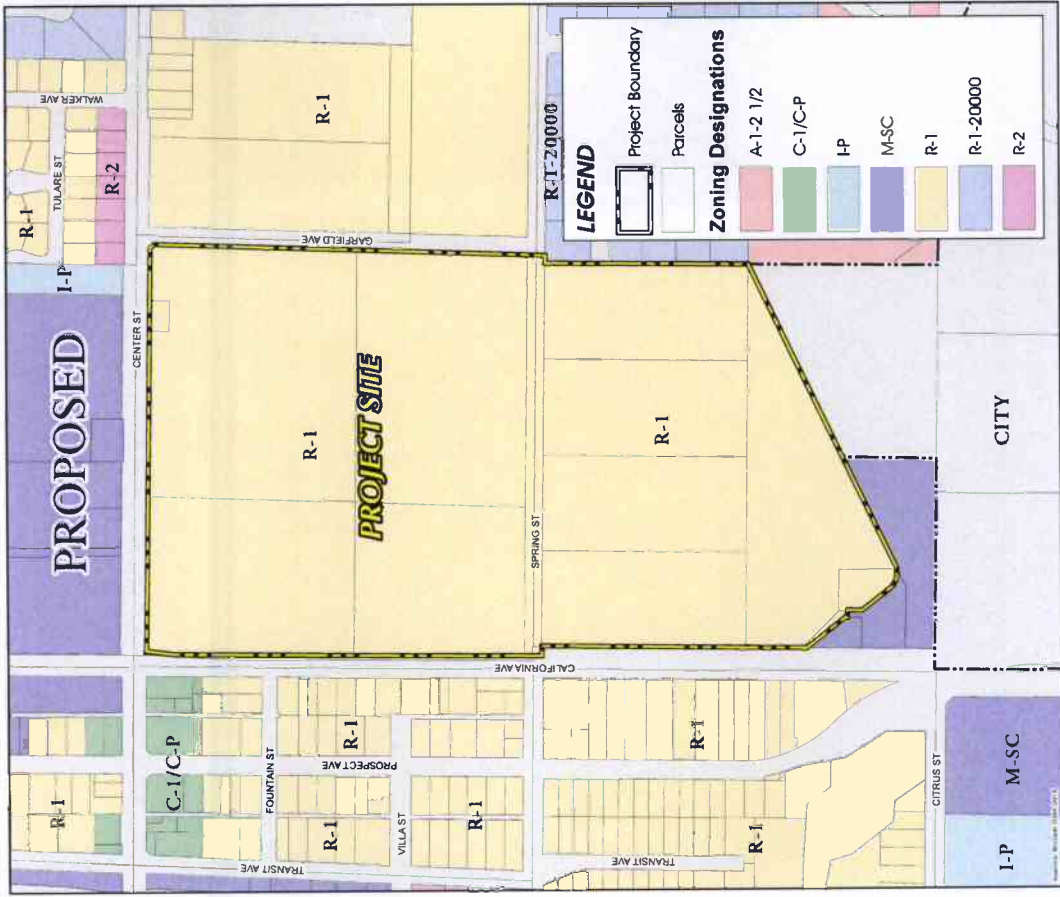 PROPOSED
R-1
WALKER AVE
TULARE ST
R-2
I-P
CENTER ST
R-1
GARFIELD AVE
R-1
PROJECT SITE
SPRING ST
R-1
CALIFORNIA AVE
R-1
C-1/C-P
FOUNTAIN ST
R-1
PROSPECT AVE
R-1
VILLA ST
R-1
TRANSIT AVE
R-1
R-1
TRANSIT AVE
CITRUS ST
M-SC
I-P
CITY
R-1-20000
LEGEND
Project Boundary
Parcels
Zoning Designations
A-1-2 1/2
C-1/C-P
I-P
M-SC
R-1
R-1-20000
R-2